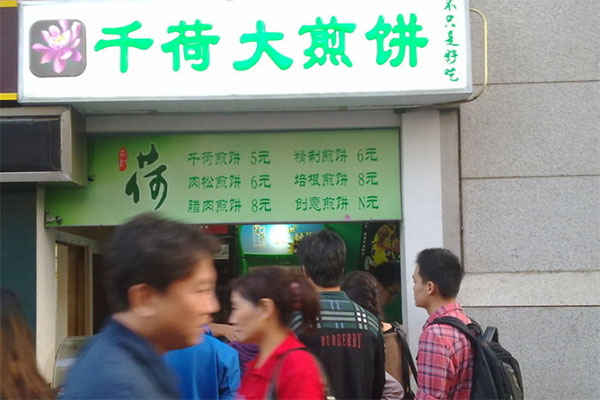 千荷大煎饼
不只是好吃
荷
千荷煎饼 5元 精制煎饼 6元
肉松煎饼 6元 培根煎饼 8元
腊肉煎饼 8元 创意煎饼 N元
BURBERRY